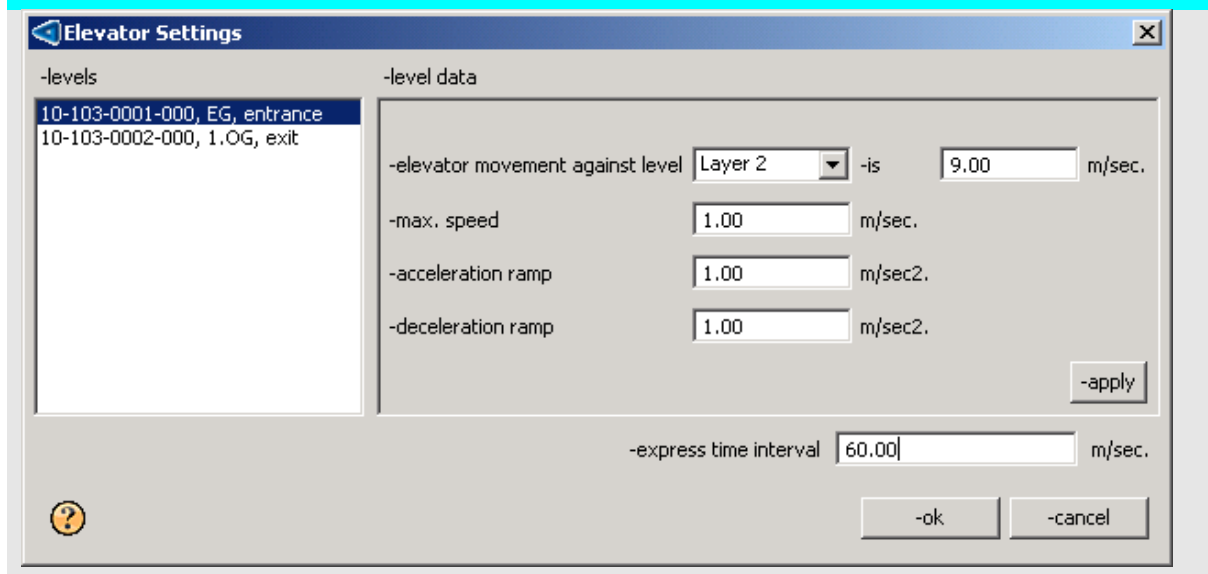 Elevator Settings
-levels
-level data
10-103-0001-000, EG, entrance
10-103-0002-000, 1.OG, exit
-elevator movement against level Layer 2 -is 9.00 m/sec.
-max. speed 1.00 m/sec.
-acceleration ramp 1.00 m/sec2.
-deceleration ramp 1.00 m/sec2.
-apply
-express time interval 60.00 m/sec.
-ok -cancel